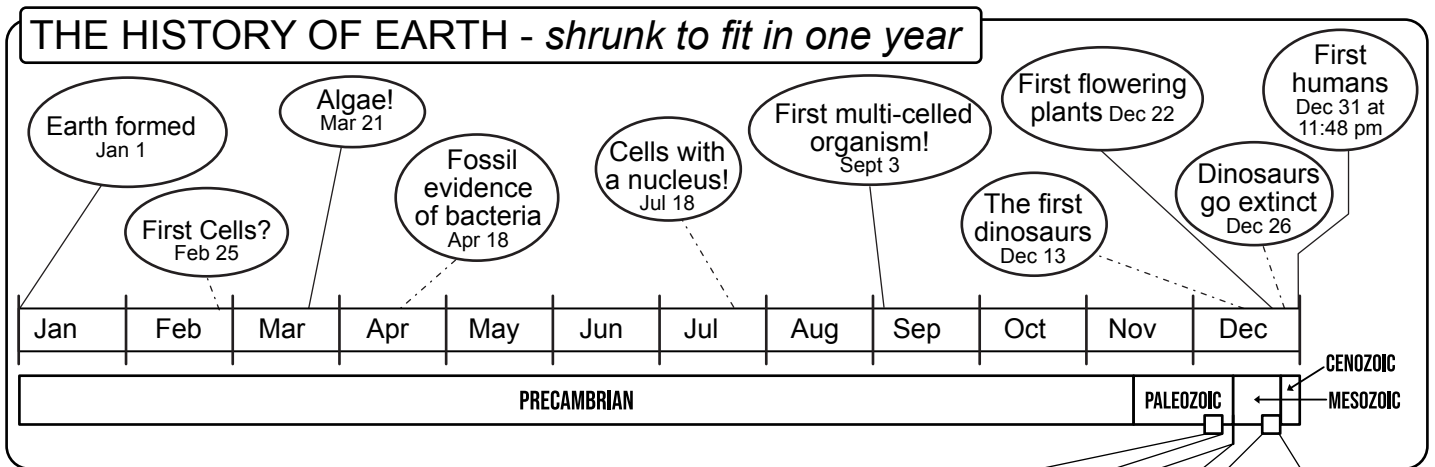 THE HISTORY OF EARTH - shrunk to fit in one year
Earth formed
Jan 1
First Cells?
Feb 25
Algae!
Mar 21
Fossil
evidence
of bacteria
Apr 18
Cells with
a nucleus!
Jul 18
First multi-celled
organism!
Sept 3
The first
dinosaurs
Dec 13
First flowering
plants Dec 22
Dinosaurs
go extinct
Dec 26
First
humans
Dec 31 at
11:48 pm
Jan Feb Mar Apr May Jun Jul Aug Sep Oct Nov Dec
PRECAMBRIAN
PALEOZOIC
CENOZOIC
MESOZOIC